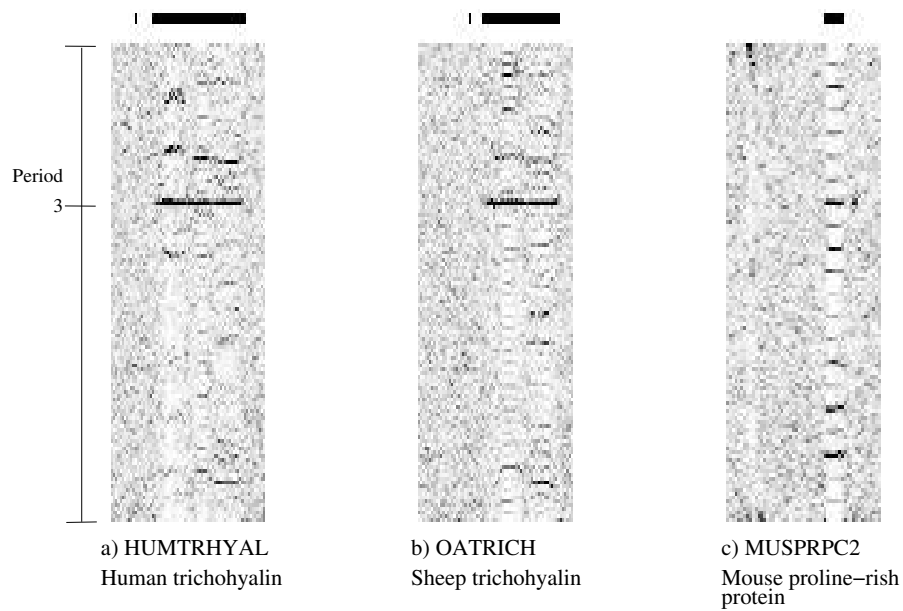 Period
3
a) HUMTRHYAL
Human trichohyalin
b) OATRICH
Sheep trichohyalin
c) MUSPRPC2
Mouse proline−rish
protein